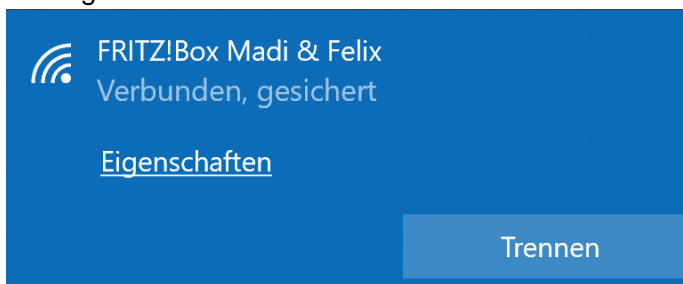 FRITZ!Box Madi & Felix
Verbunden, gesichert
Eigenschaften
Trennen